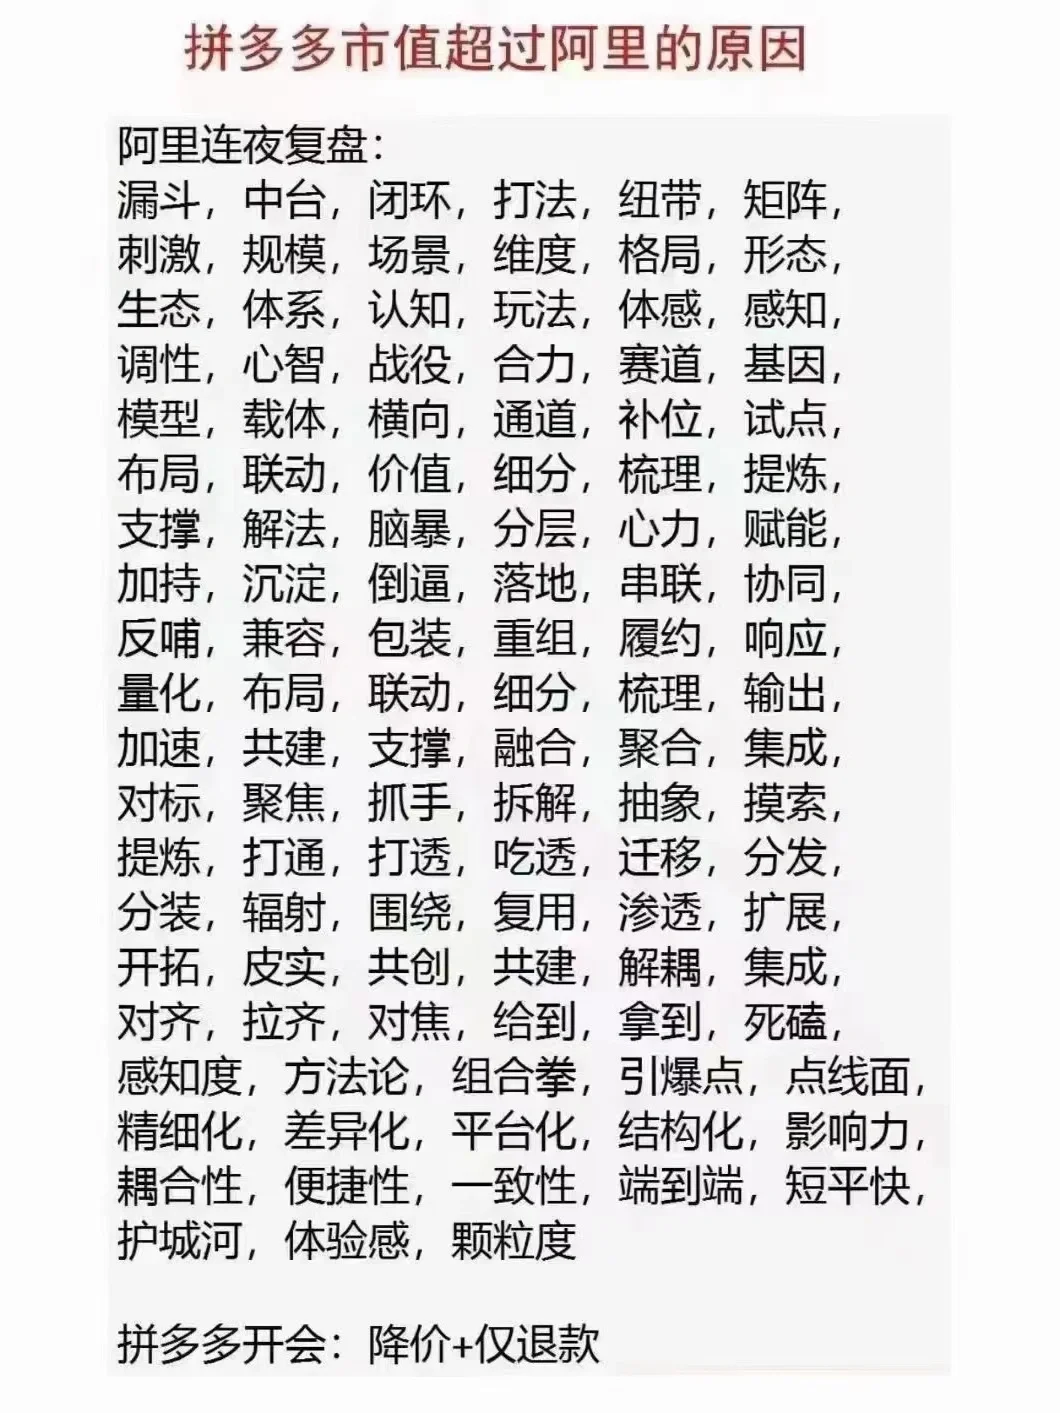 拼多多市值超过阿里的原因
阿里连夜复盘：
漏斗，中台，闭环，打法，纽带，矩阵，
刺激，规模，场景，维度，格局，形态，
生态，体系，认知，玩法，体感，感知，
调性，心智，战役，合力，赛道，基因，
模型，载体，横向，通道，补位，试点，
布局，联动，价值，细分，梳理，提炼，
支撑，解法，脑暴，分层，心力，赋能，
加持，沉淀，倒逼，落地，串联，协同，
反哺，兼容，包装，重组，履约，响应，
量化，布局，联动，细分，梳理，输出，
加速，共建，支撑，融合，聚合，集成，
对标，聚焦，抓手，拆解，抽象，摸索，
提炼，打通，打透，吃透，迁移，分发，
分装，辐射，围绕，复用，渗透，扩展，
开拓，皮实，共创，共建，解耦，集成，
对齐，拉齐，对焦，给到，拿到，死磕，
感知度，方法论，组合拳，引爆点，点线面，
精细化，差异化，平台化，结构化，影响力，
耦合性，便捷性，一致性，端到端，短平快，
护城河，体验感，颗粒度
拼多多开会：降价+仅退款